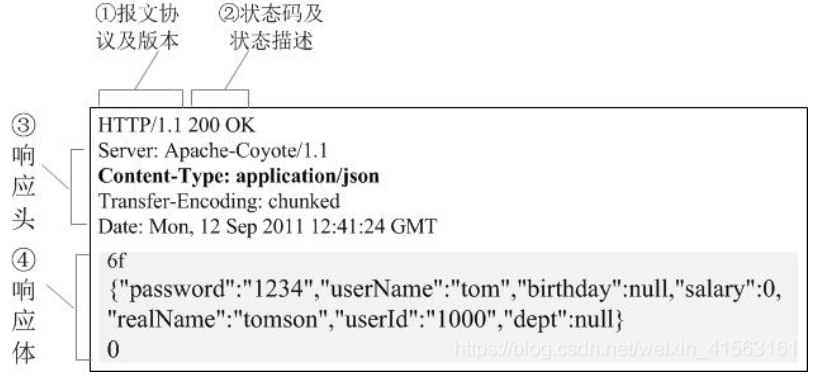 ①报文协
议及版本
②状态码及
状态描述
③
响
应
头
HTTP/1.1 200 OK
Server: Apache-Coyote/1.1
Content-Type: application/json
Transfer-Encoding: chunked
Date: Mon, 12 Sep 2011 12:41:24 GMT
④
响
应
体
6f
{"password":"1234","userName":"tom","birthday":null,"salary":0,
"realName":"tomson","userId":"1000","dept":null}
0
https://blog.csdn.net/weixin_41563161